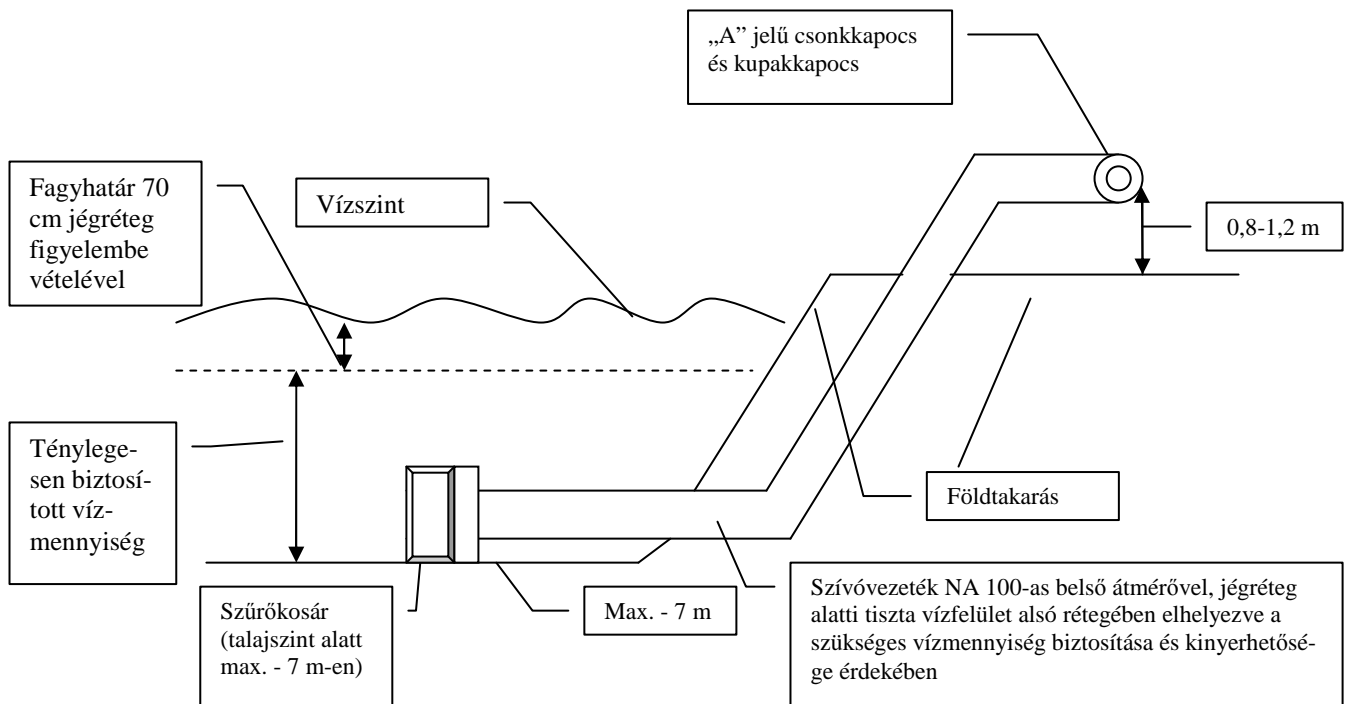 „A” jelű csonkkapocs
és kupakkapocs
Fagyhatár 70
cm jégréteg
figyelembe
vételével
Vízszint
0,8-1,2 m
Ténylege-
sen biztosí-
tott víz-
mennyiség
Földtakarás
Szűrőkosár
(talajszint alatt
max. - 7 m-en)
Max. - 7 m
Szívóvezeték NA 100-as belső átmérővel, jégréteg
alatti tiszta vízfelület alsó rétegében elhelyezve a
szükséges vízmennyiség biztosítása és kinyerhetősé-
ge érdekében